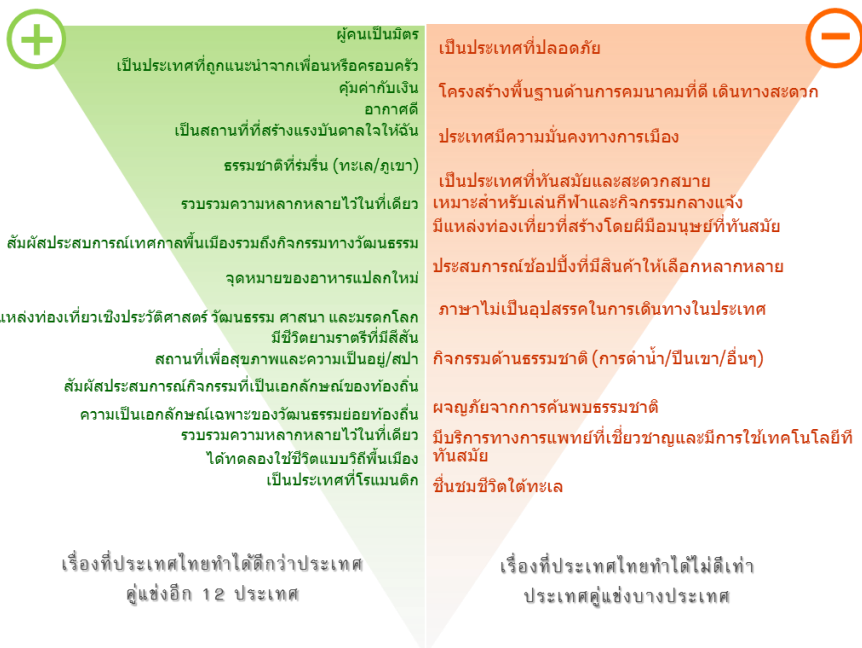 ผู้คนเป็นมิตร
เป็นประเทศที่ถูกแนะนำจากเพื่อนหรือครอบครัว
คุ้มค่ากับเงิน
อากาศดี
เป็นสถานที่ที่สร้างแรงบันดาลใจให้ฉัน
ธรรมชาติที่ร่มรื่น (ทะเล/ภูเขา)
รวบรวมความหลากหลายไว้ในที่เดียว
สัมผัสประสบการณ์เทศกาลพื้นเมืองรวมถึงกิจกรรมทางวัฒนธรรม
จุดหมายของอาหารแปลกใหม่
แหล่งท่องเที่ยวเชิงประวัติศาสตร์ วัฒนธรรม ศาสนา และมรดกโลก
มีชีวิตยามราตรีที่มีสีสัน
สถานที่เพื่อสุขภาพและความเป็นอยู่/สปา
สัมผัสประสบการณ์กิจกรรมที่เป็นเอกลักษณ์ของท้องถิ่น
ความเป็นเอกลักษณ์เฉพาะของวัฒนธรรมย่อยท้องถิ่น
รวบรวมความหลากหลายไว้ในที่เดียว
ได้ทดลองใช้ชีวิตแบบวิถีพื้นเมือง
เป็นประเทศที่โรแมนติก
เรื่องที่ประเทศไทยทำได้ดีกว่าประเทศ
คู่แข่งอีก 12 ประเทศ
เป็นประเทศที่ปลอดภัย
โครงสร้างพื้นฐานด้านการคมนาคมที่ดี เดินทางสะดวก
ประเทศมีความมั่นคงทางการเมือง
เป็นประเทศที่ทันสมัยและสะดวกสบาย
เหมาะสำหรับเล่นกีฬาและกิจกรรมกลางแจ้ง
มีแหล่งท่องเที่ยวที่สร้างโดยฝีมือมนุษย์ที่ทันสมัย
ประสบการณ์ช้อปปิ้งที่มีสินค้าให้เลือกหลากหลาย
ภาษาไม่เป็นอุปสรรคในการเดินทางในประเทศ
กิจกรรมด้านธรรมชาติ (การดำน้ำ/ปีนเขา/อื่นๆ)
ผจญภัยจากการค้นพบธรรมชาติ
มีบริการทางการแพทย์ที่เชี่ยวชาญและมีการใช้เทคโนโลยีที่
ทันสมัย
ชื่นชมชีวิตใต้ทะเล
เรื่องที่ประเทศไทยทำได้ไม่ดีเท่า
ประเทศคู่แข่งบางประเทศ